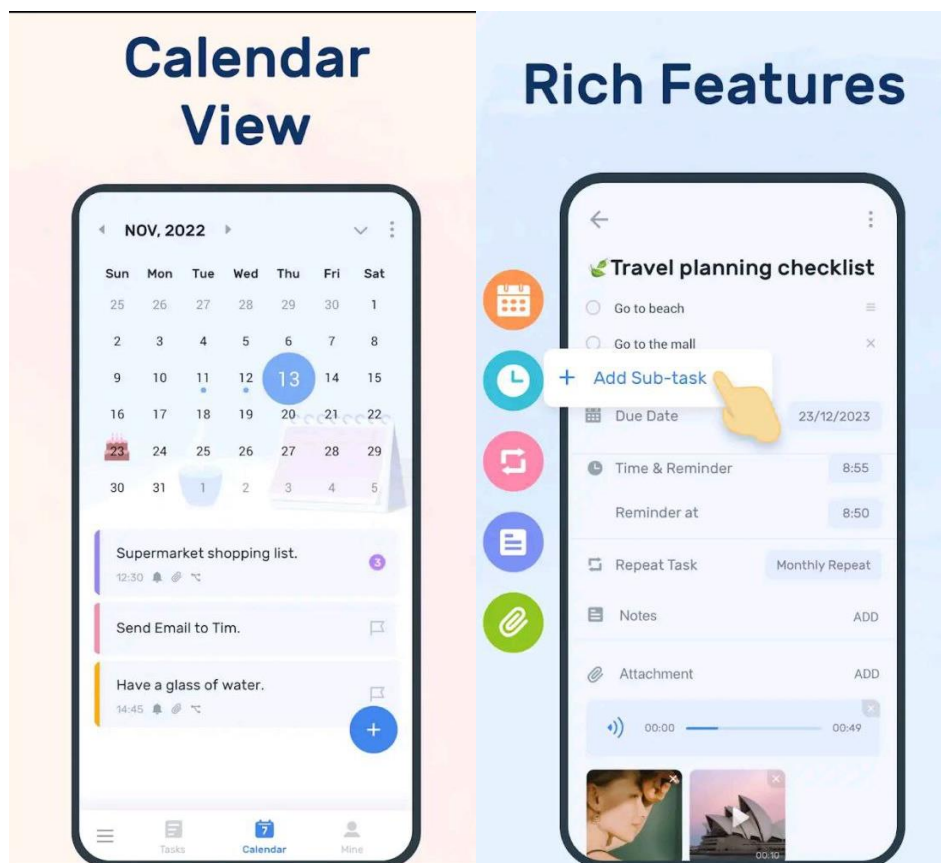 Calendar
View
NOV, 2022
Sun Mon Tue Wed Thu Fri Sat
25 26 27 28 29 30 1
2 3 4 5 6 7 8
9 10 11 12 13 14 15
16 17 18 19 20 21 22
23 24 25 26 27 28 29
30 31 1 2 3 4 5
Supermarket shopping list.
3
12:30
Send Email to Tim.
Have a glass of water.
14:45
+
7
Tasks Calendar Mine
Rich Features
Travel planning checklist
Go to beach
Go to the mall
+ Add Sub-task
Due Date 23/12/2023
Time & Reminder 8:55
Reminder at 8:50
Repeat Task Monthly Repeat
Notes ADD
Attachment ADD
00:00 00:49
00:10